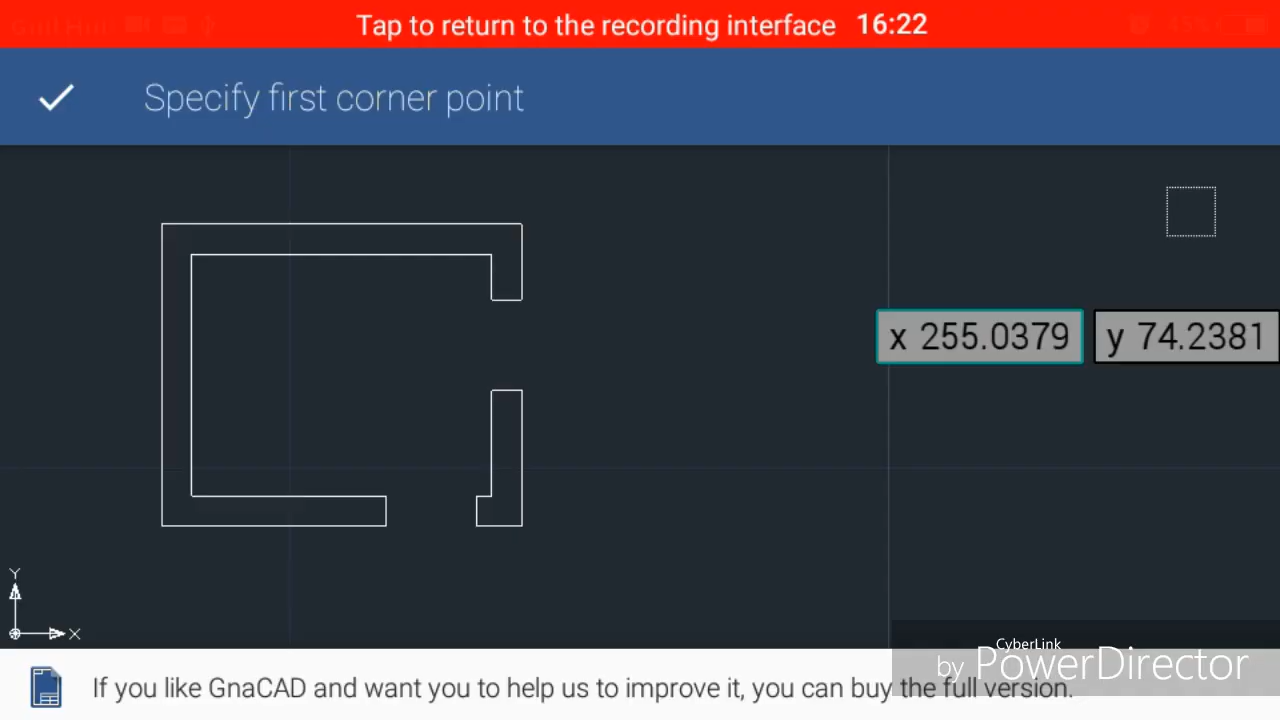 Tap to return to the recording interface 16:22
Specify first corner point
x 255.0379 y 74.2381
Y
X
CyberLink
by PowerDirector
If you like GnaCAD and want you to help us to improve it, you can buy the full version.